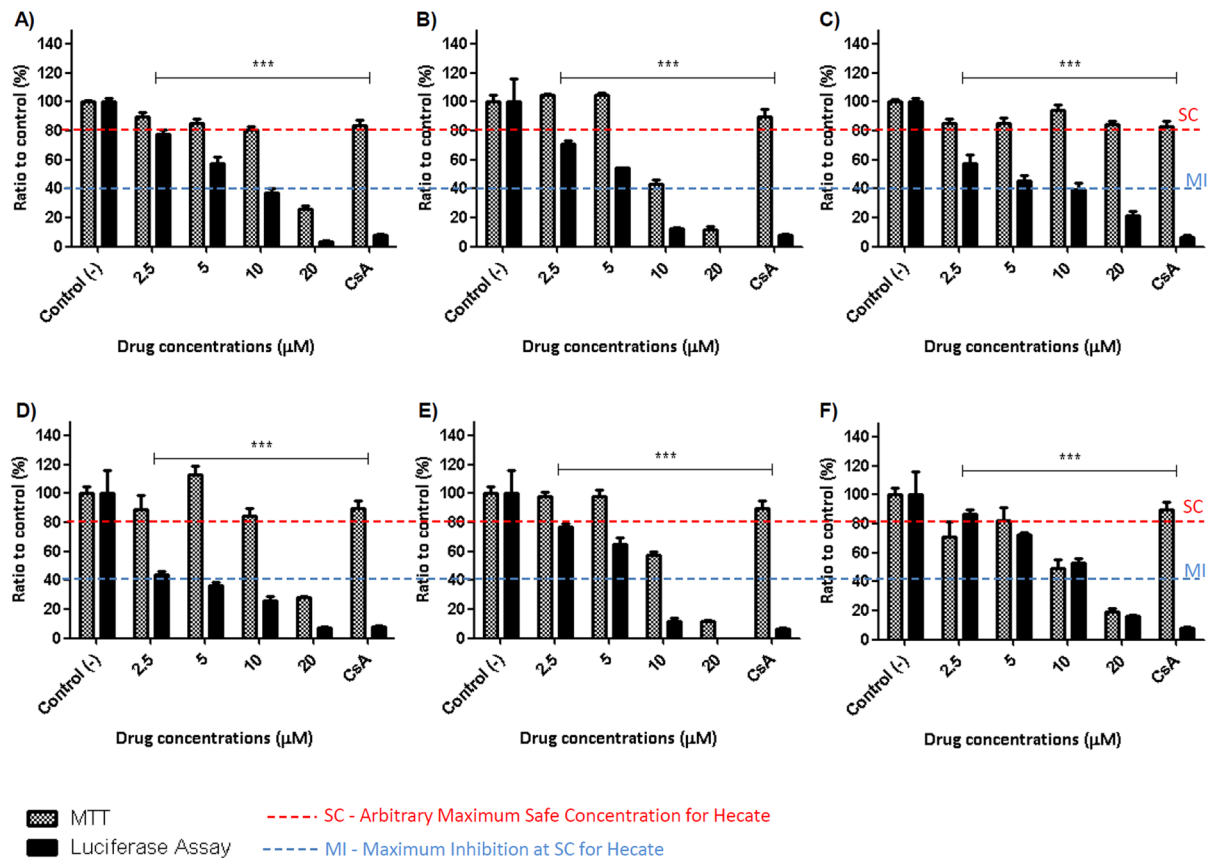 A)
Ratio to control (%)
140
120
100
80
60
40
20
0
***
Control (-)
2.5
5
10
20
CsA
Drug concentrations (µM)
B)
Ratio to control (%)
140
120
100
80
60
40
20
0
***
Control (-)
2.5
5
10
20
CsA
Drug concentrations (µM)
C)
Ratio to control (%)
140
120
100
80
60
40
20
0
***
SC
MI
Control (-)
2.5
5
10
20
CsA
Drug concentrations (µM)
D)
Ratio to control (%)
140
120
100
80
60
40
20
0
***
Control (-)
2.5
5
10
20
CsA
Drug concentrations (µM)
E)
Ratio to control (%)
140
120
100
80
60
40
20
0
***
Control (-)
2.5
5
10
20
CsA
Drug concentrations (µM)
F)
Ratio to control (%)
140
120
100
80
60
40
20
0
***
SC
MI
Control (-)
2.5
5
10
20
CsA
Drug concentrations (µM)
MTT
Luciferase Assay
SC - Arbitrary Maximum Safe Concentration for Hecate
MI - Maximum Inhibition at SC for Hecate